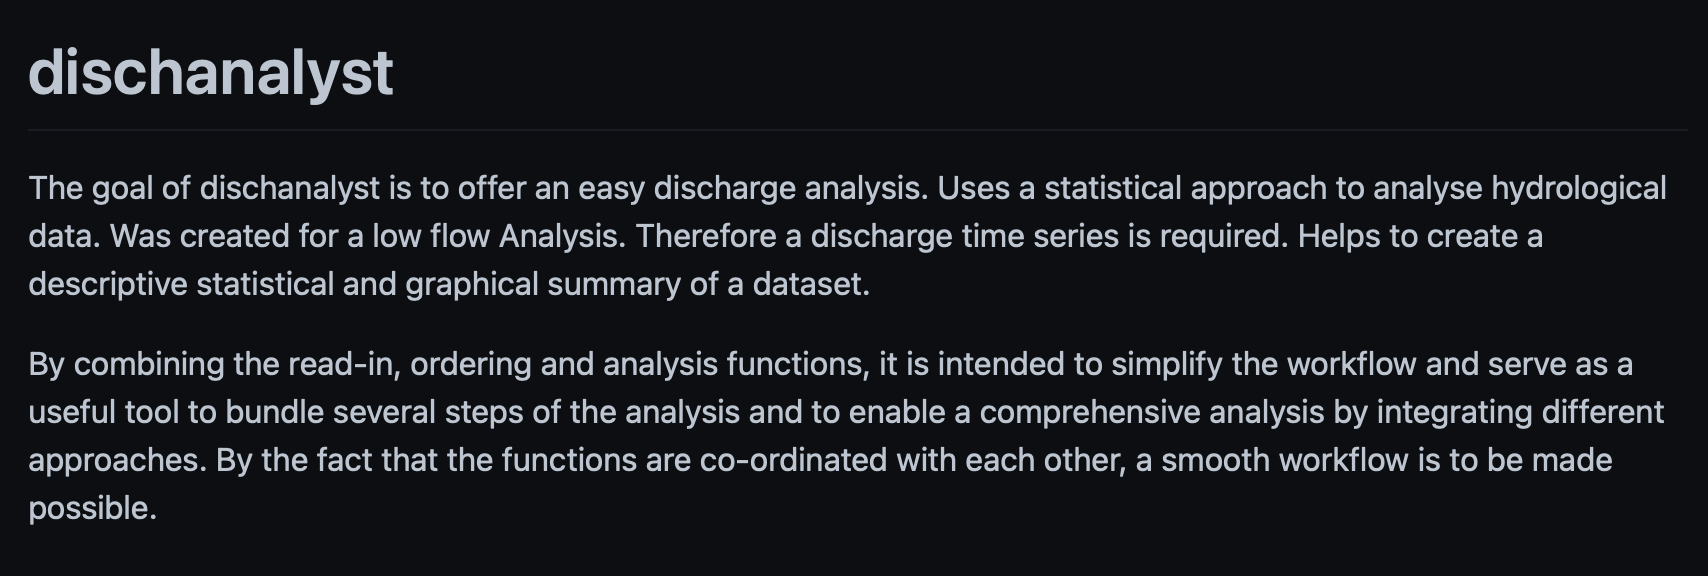 dischanalyst
The goal of dischanalyst is to offer an easy discharge analysis. Uses a statistical approach to analyse hydrological
data. Was created for a low flow Analysis. Therefore a discharge time series is required. Helps to create a
descriptive statistical and graphical summary of a dataset.
By combining the read-in, ordering and analysis functions, it is intended to simplify the workflow and serve as a
useful tool to bundle several steps of the analysis and to enable a comprehensive analysis by integrating different
approaches. By the fact that the functions are co-ordinated with each other, a smooth workflow is to be made
possible.